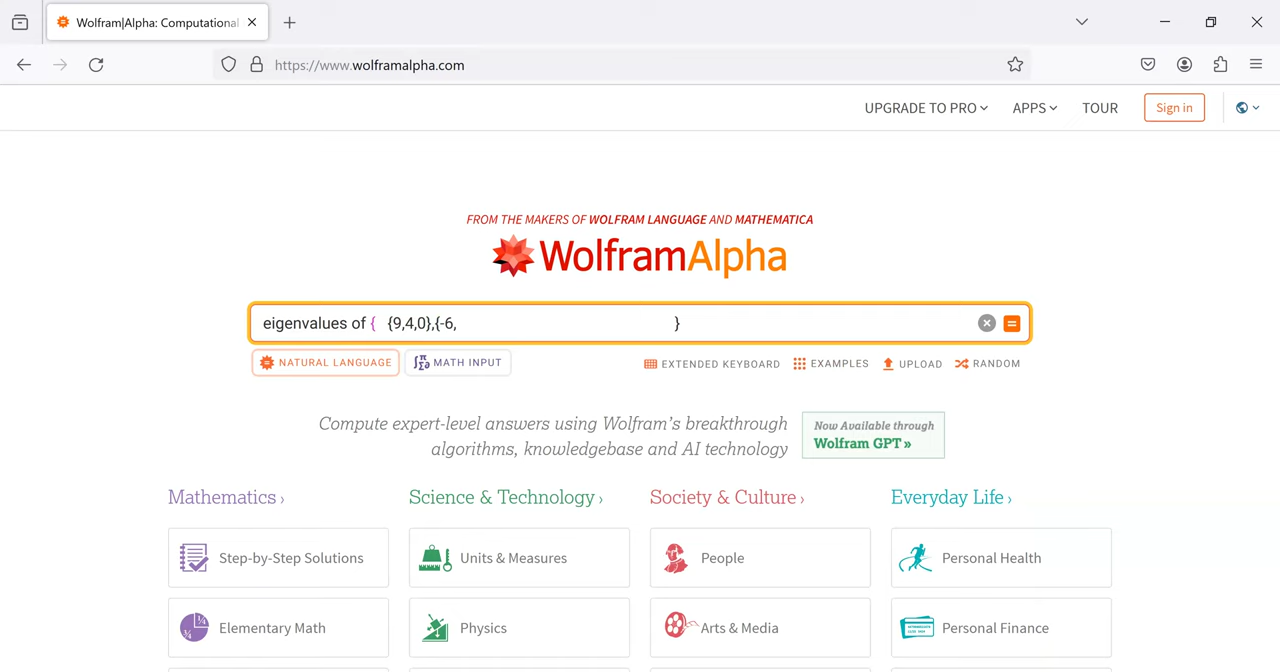 Wolfram|Alpha: Computational
https://www.wolframalpha.com
UPGRADE TO PRO APPS TOUR Sign in
FROM THE MAKERS OF WOLFRAM LANGUAGE AND MATHEMATICA
WolframAlpha
eigenvalues of { {9,4,0},{-6, }
NATURAL LANGUAGE MATH INPUT EXTENDED KEYBOARD EXAMPLES UPLOAD RANDOM
Compute expert-level answers using Wolfram's breakthrough
algorithms, knowledgebase and AI technology
Now Available through
Wolfram GPT »
Mathematics › Science & Technology › Society & Culture › Everyday Life ›
Step-by-Step Solutions Units & Measures People Personal Health
Elementary Math Physics Arts & Media Personal Finance